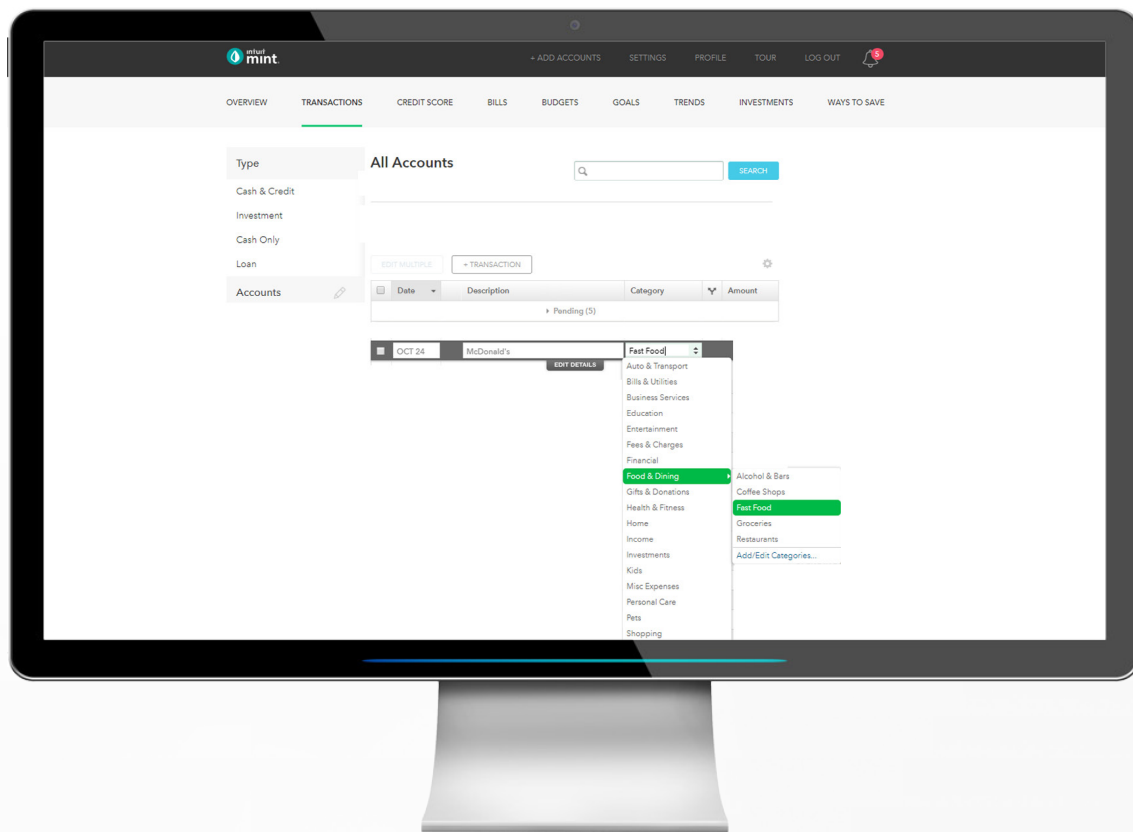 intuit
mint
+ ADD ACCOUNTS SETTINGS PROFILE TOUR LOG OUT 5
OVERVIEW TRANSACTIONS CREDIT SCORE BILLS BUDGETS GOALS TRENDS INVESTMENTS WAYS TO SAVE
Type
Cash & Credit
Investment
Cash Only
Loan
Accounts
All Accounts
SEARCH
EDIT MULTIPLE + TRANSACTION
Date Description Category Amount
Pending (5)
OCT 24 McDonald's Fast Food
EDIT DETAILS
Auto & Transport
Bills & Utilities
Business Services
Education
Entertainment
Fees & Charges
Financial
Food & Dining
Gifts & Donations
Health & Fitness
Home
Income
Investments
Kids
Misc Expenses
Personal Care
Pets
Shopping
Alcohol & Bars
Coffee Shops
Fast Food
Groceries
Restaurants
Add/Edit Categories...